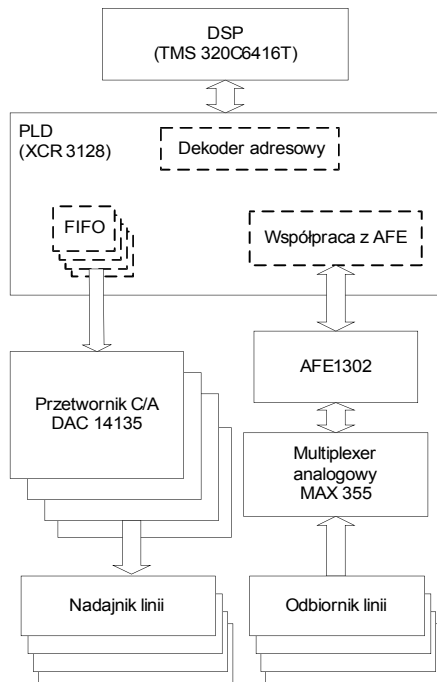 DSP
(TMS 320C6416T)
PLD
(XCR 3128)
Dekoder adresowy
FIFO
Współpraca z AFE
Przetwornik C/A
DAC 14135
AFE1302
Multiplexer
analogowy
MAX 355
Nadajnik linii
Odbiornik linii